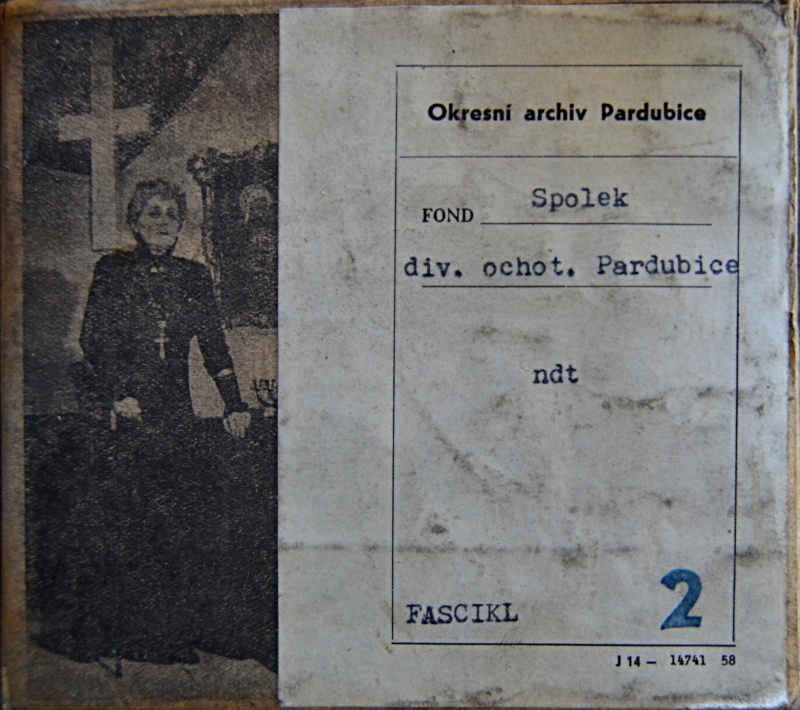 Okresní archiv Pardubice
FOND Spolek
div. ochot. Pardubice
ndt
FASCIKL 2
J 14 — 14741 58